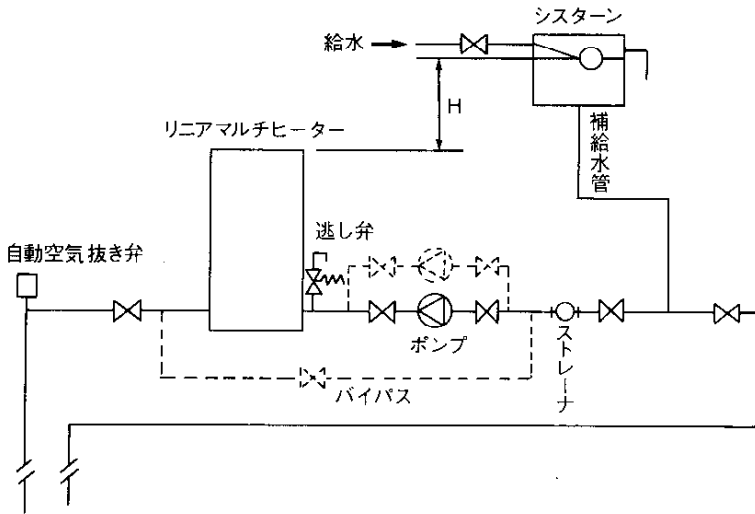 シスターン
給水
H
リニアマルチヒーター
補給水管
逃し弁
自動空気抜き弁
ポンプ
ストレーナ
バイパス